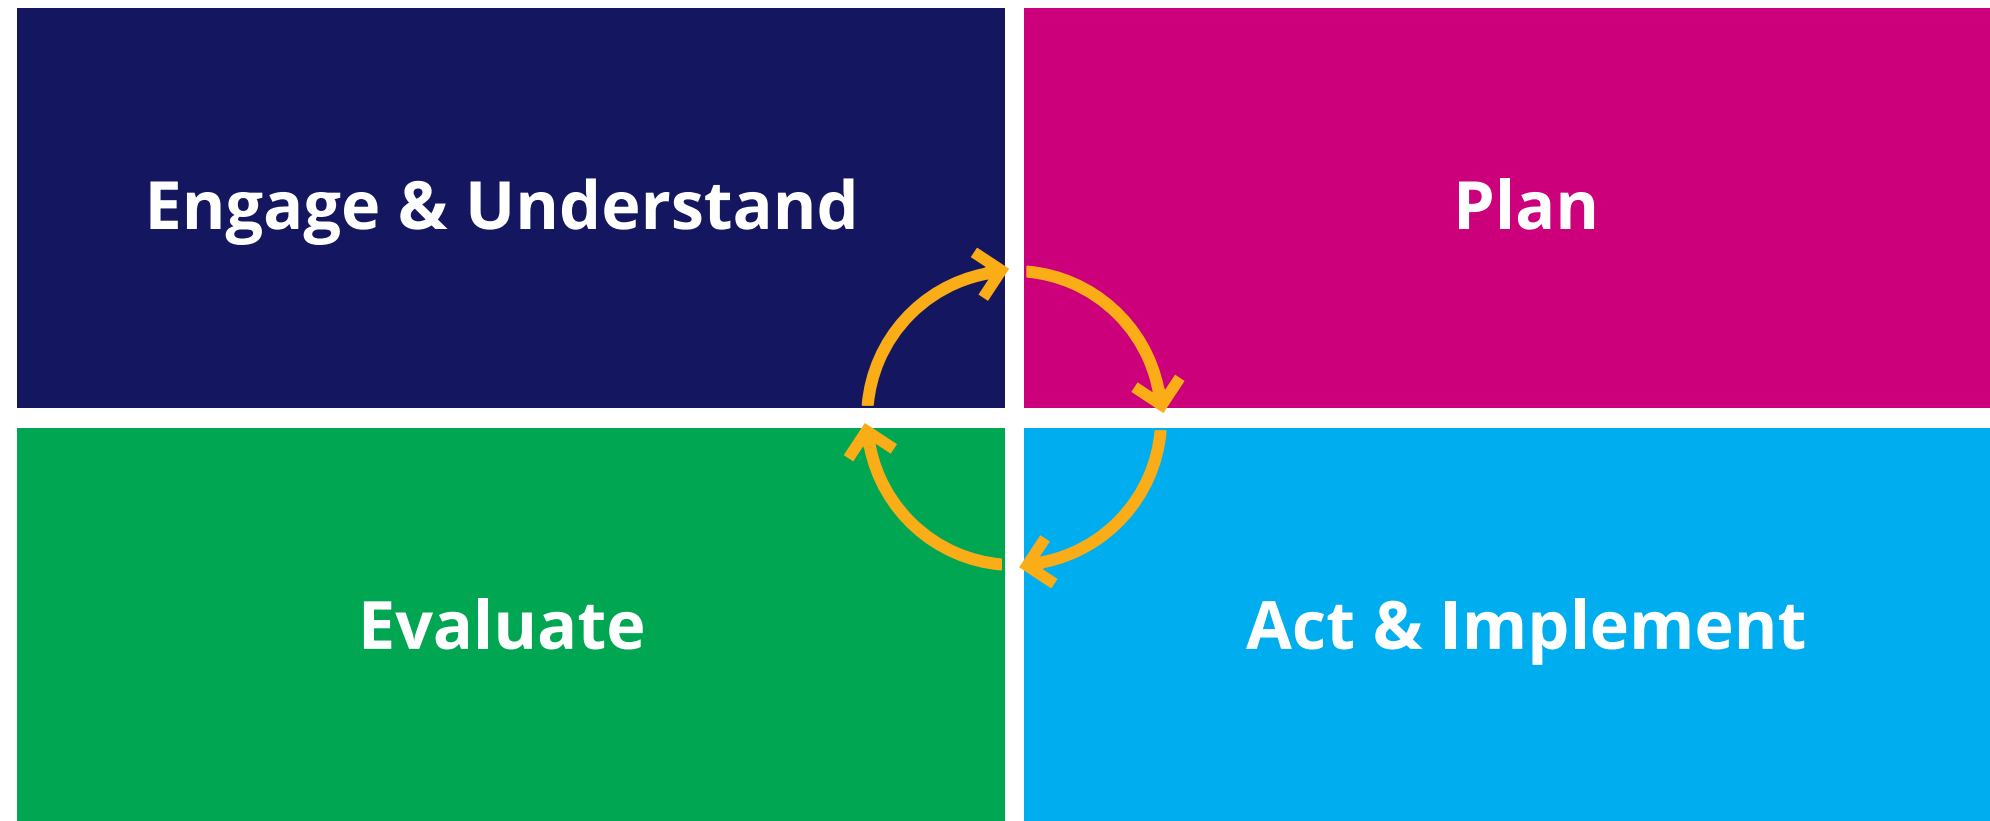 Engage & Understand
Plan
Evaluate
Act & Implement